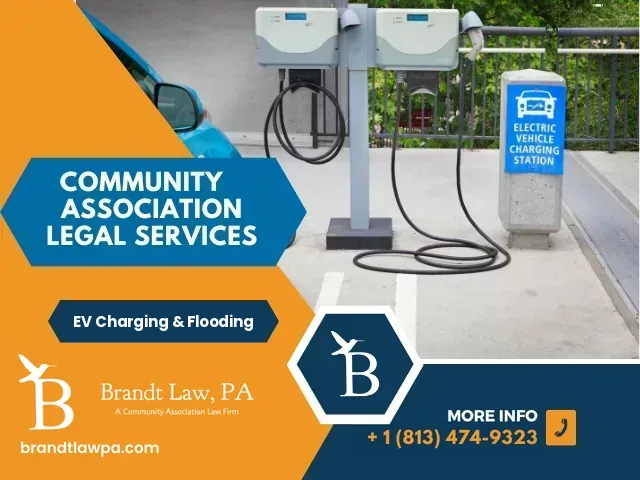 ELECTRIC
VEHICLE
CHARGING
STATION
COMMUNITY
ASSOCIATION
LEGAL SERVICES
EV Charging & Flooding
B
Brandt Law, PA
A Community Association Law Firm
brandtlawpa.com
B
MORE INFO
+ 1 (813) 474-9323